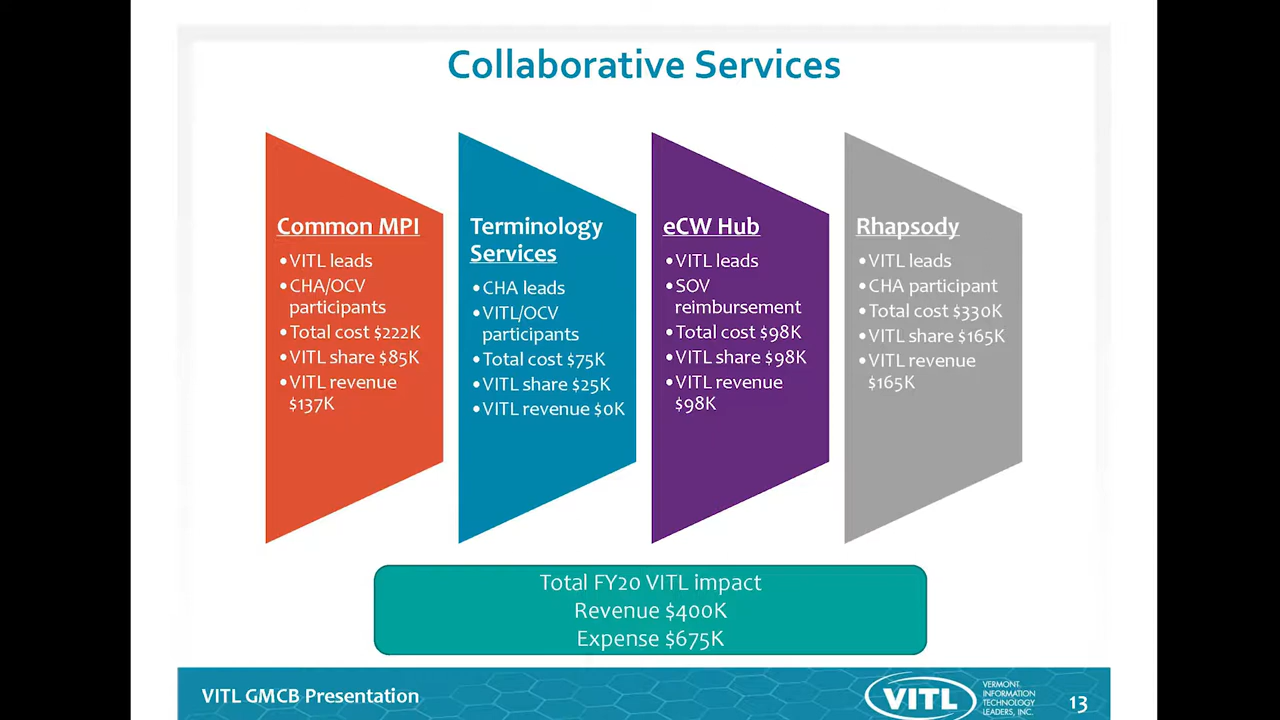 Collaborative Services
Common MPI
•VITL leads
•CHA/OCV
participants
•Total cost $222K
•VITL share $85K
•VITL revenue
$137K
Terminology
Services
•CHA leads
•VITL/OCV
participants
•Total cost $75K
•VITL share $25K
•VITL revenue $0K
eCW Hub
•VITL leads
•SOV
reimbursement
•Total cost $98K
•VITL share $98K
•VITL revenue
$98K
Rhapsody
•VITL leads
•CHA participant
•Total cost $330K
•VITL share $165K
•VITL revenue
$165K
Total FY20 VITL impact
Revenue $400K
Expense $675K
VITL GMCB Presentation
VITL
VERMONT
INFORMATION
TECHNOLOGY
LEADERS, INC.
13